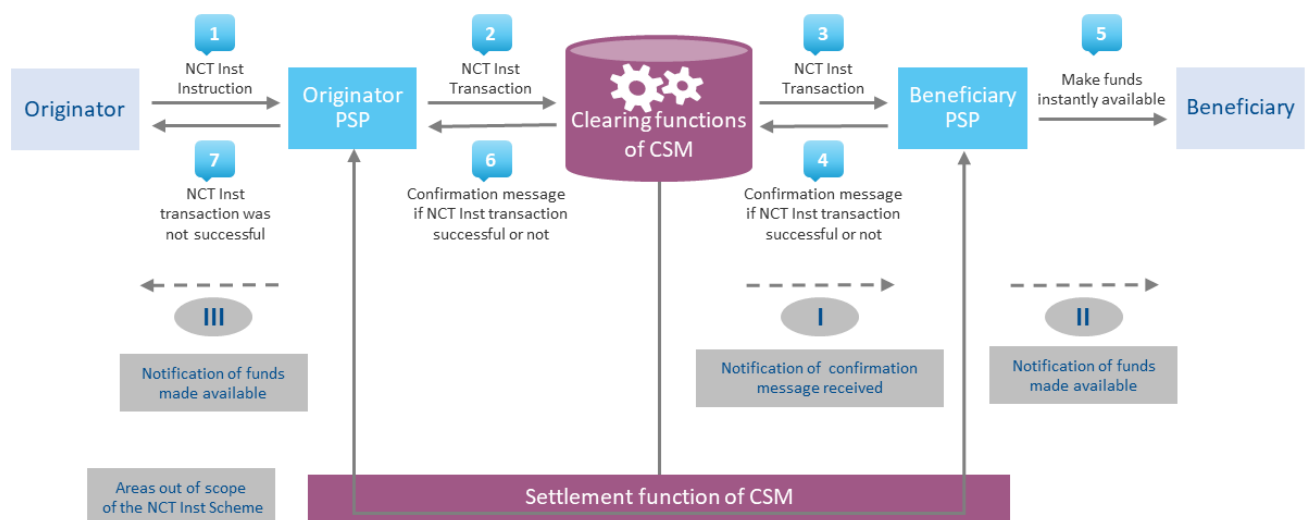 1
NCT Inst
Instruction
2
NCT Inst
Transaction
3
NCT Inst
Transaction
5
Make funds
instantly available
Originator
Originator
PSP
Clearing functions
of CSM
Beneficiary
PSP
Beneficiary
7
NCT Inst
transaction was
not successful
6
Confirmation message
if NCT Inst transaction
successful or not
4
Confirmation message
if NCT Inst transaction
successful or not
III
Notification of funds
made available
I
Notification of confirmation
message received
II
Notification of funds
made available
Areas out of scope
of the NCT Inst Scheme
Settlement function of CSM